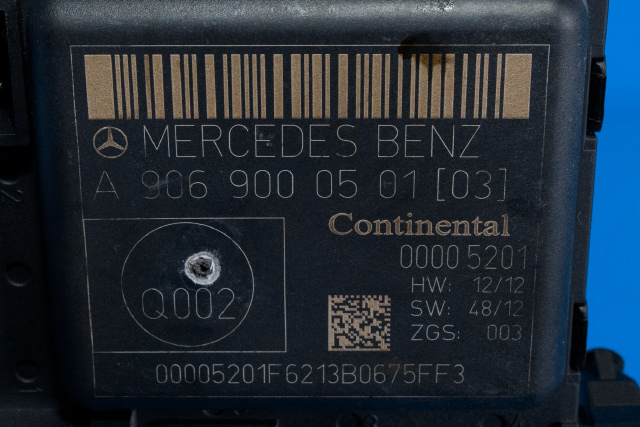 MERCEDES BENZ
A 906 900 05 01 [03]
Continental
00005201
HW: 12/12
SW: 48/12
ZGS: 003
Q002
00005201F6213B0675FF3